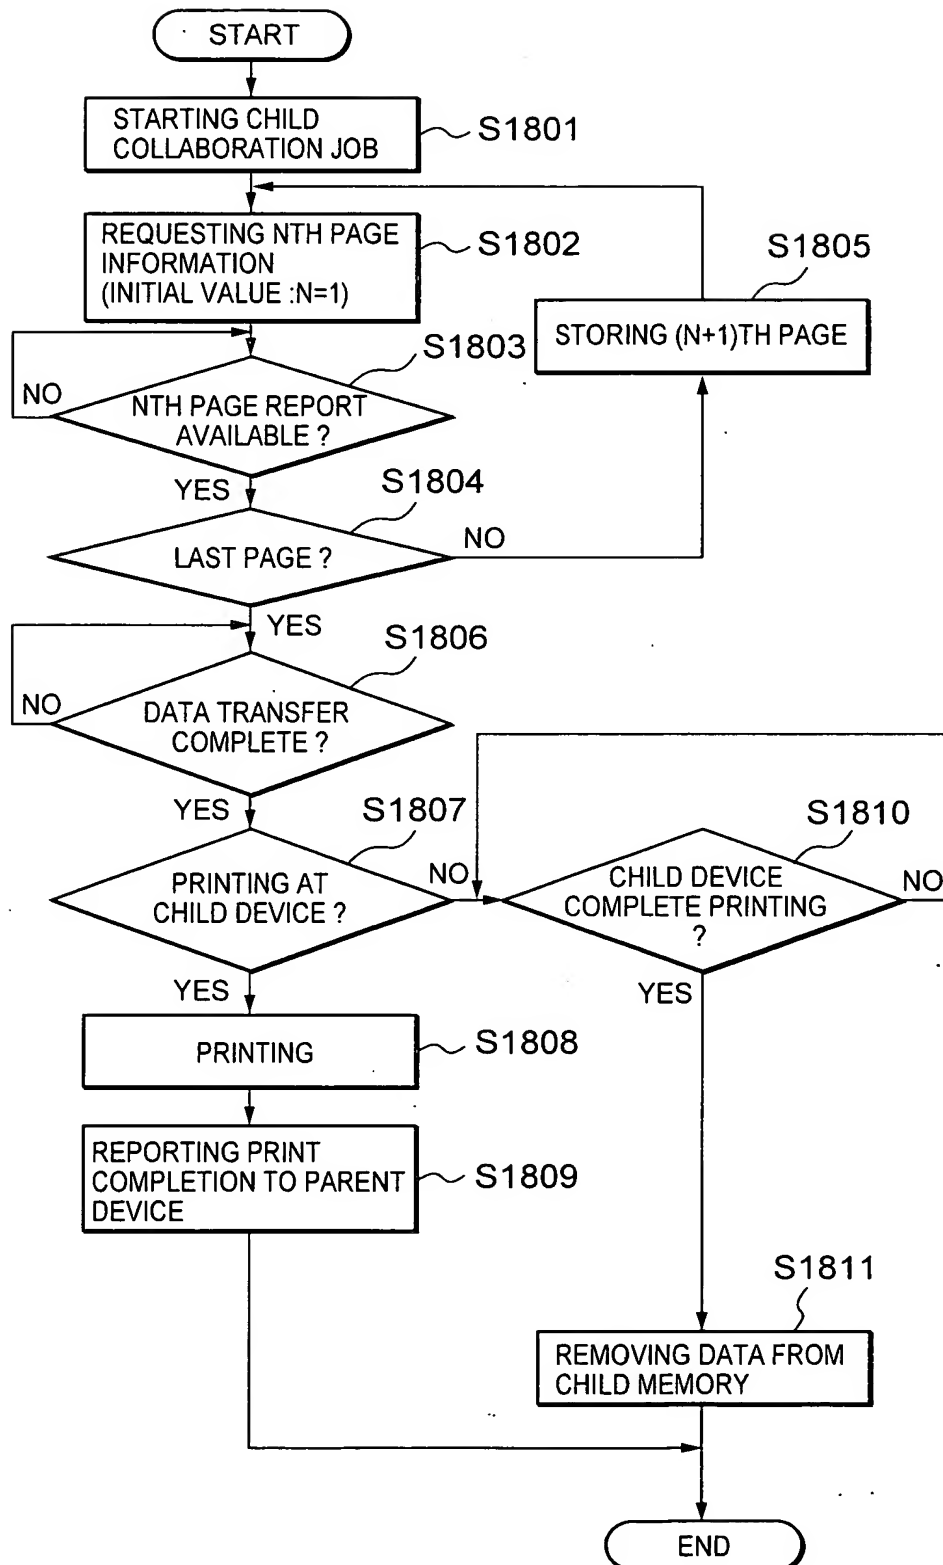 START
STARTING CHILD
COLLABORATION JOB
S1801
REQUESTING NTH PAGE
INFORMATION
(INITIAL VALUE :N=1)
S1802
S1805
STORING (N+1)TH PAGE
S1803
NO
NTH PAGE REPORT
AVAILABLE ?
YES
S1804
LAST PAGE ?
NO
YES
S1806
NO
DATA TRANSFER
COMPLETE ?
YES
S1807
PRINTING AT
CHILD DEVICE ?
NO
S1810
CHILD DEVICE
COMPLETE PRINTING
?
NO
YES
YES
PRINTING
S1808
REPORTING PRINT
COMPLETION TO PARENT
DEVICE
S1809
S1811
REMOVING DATA FROM
CHILD MEMORY
END